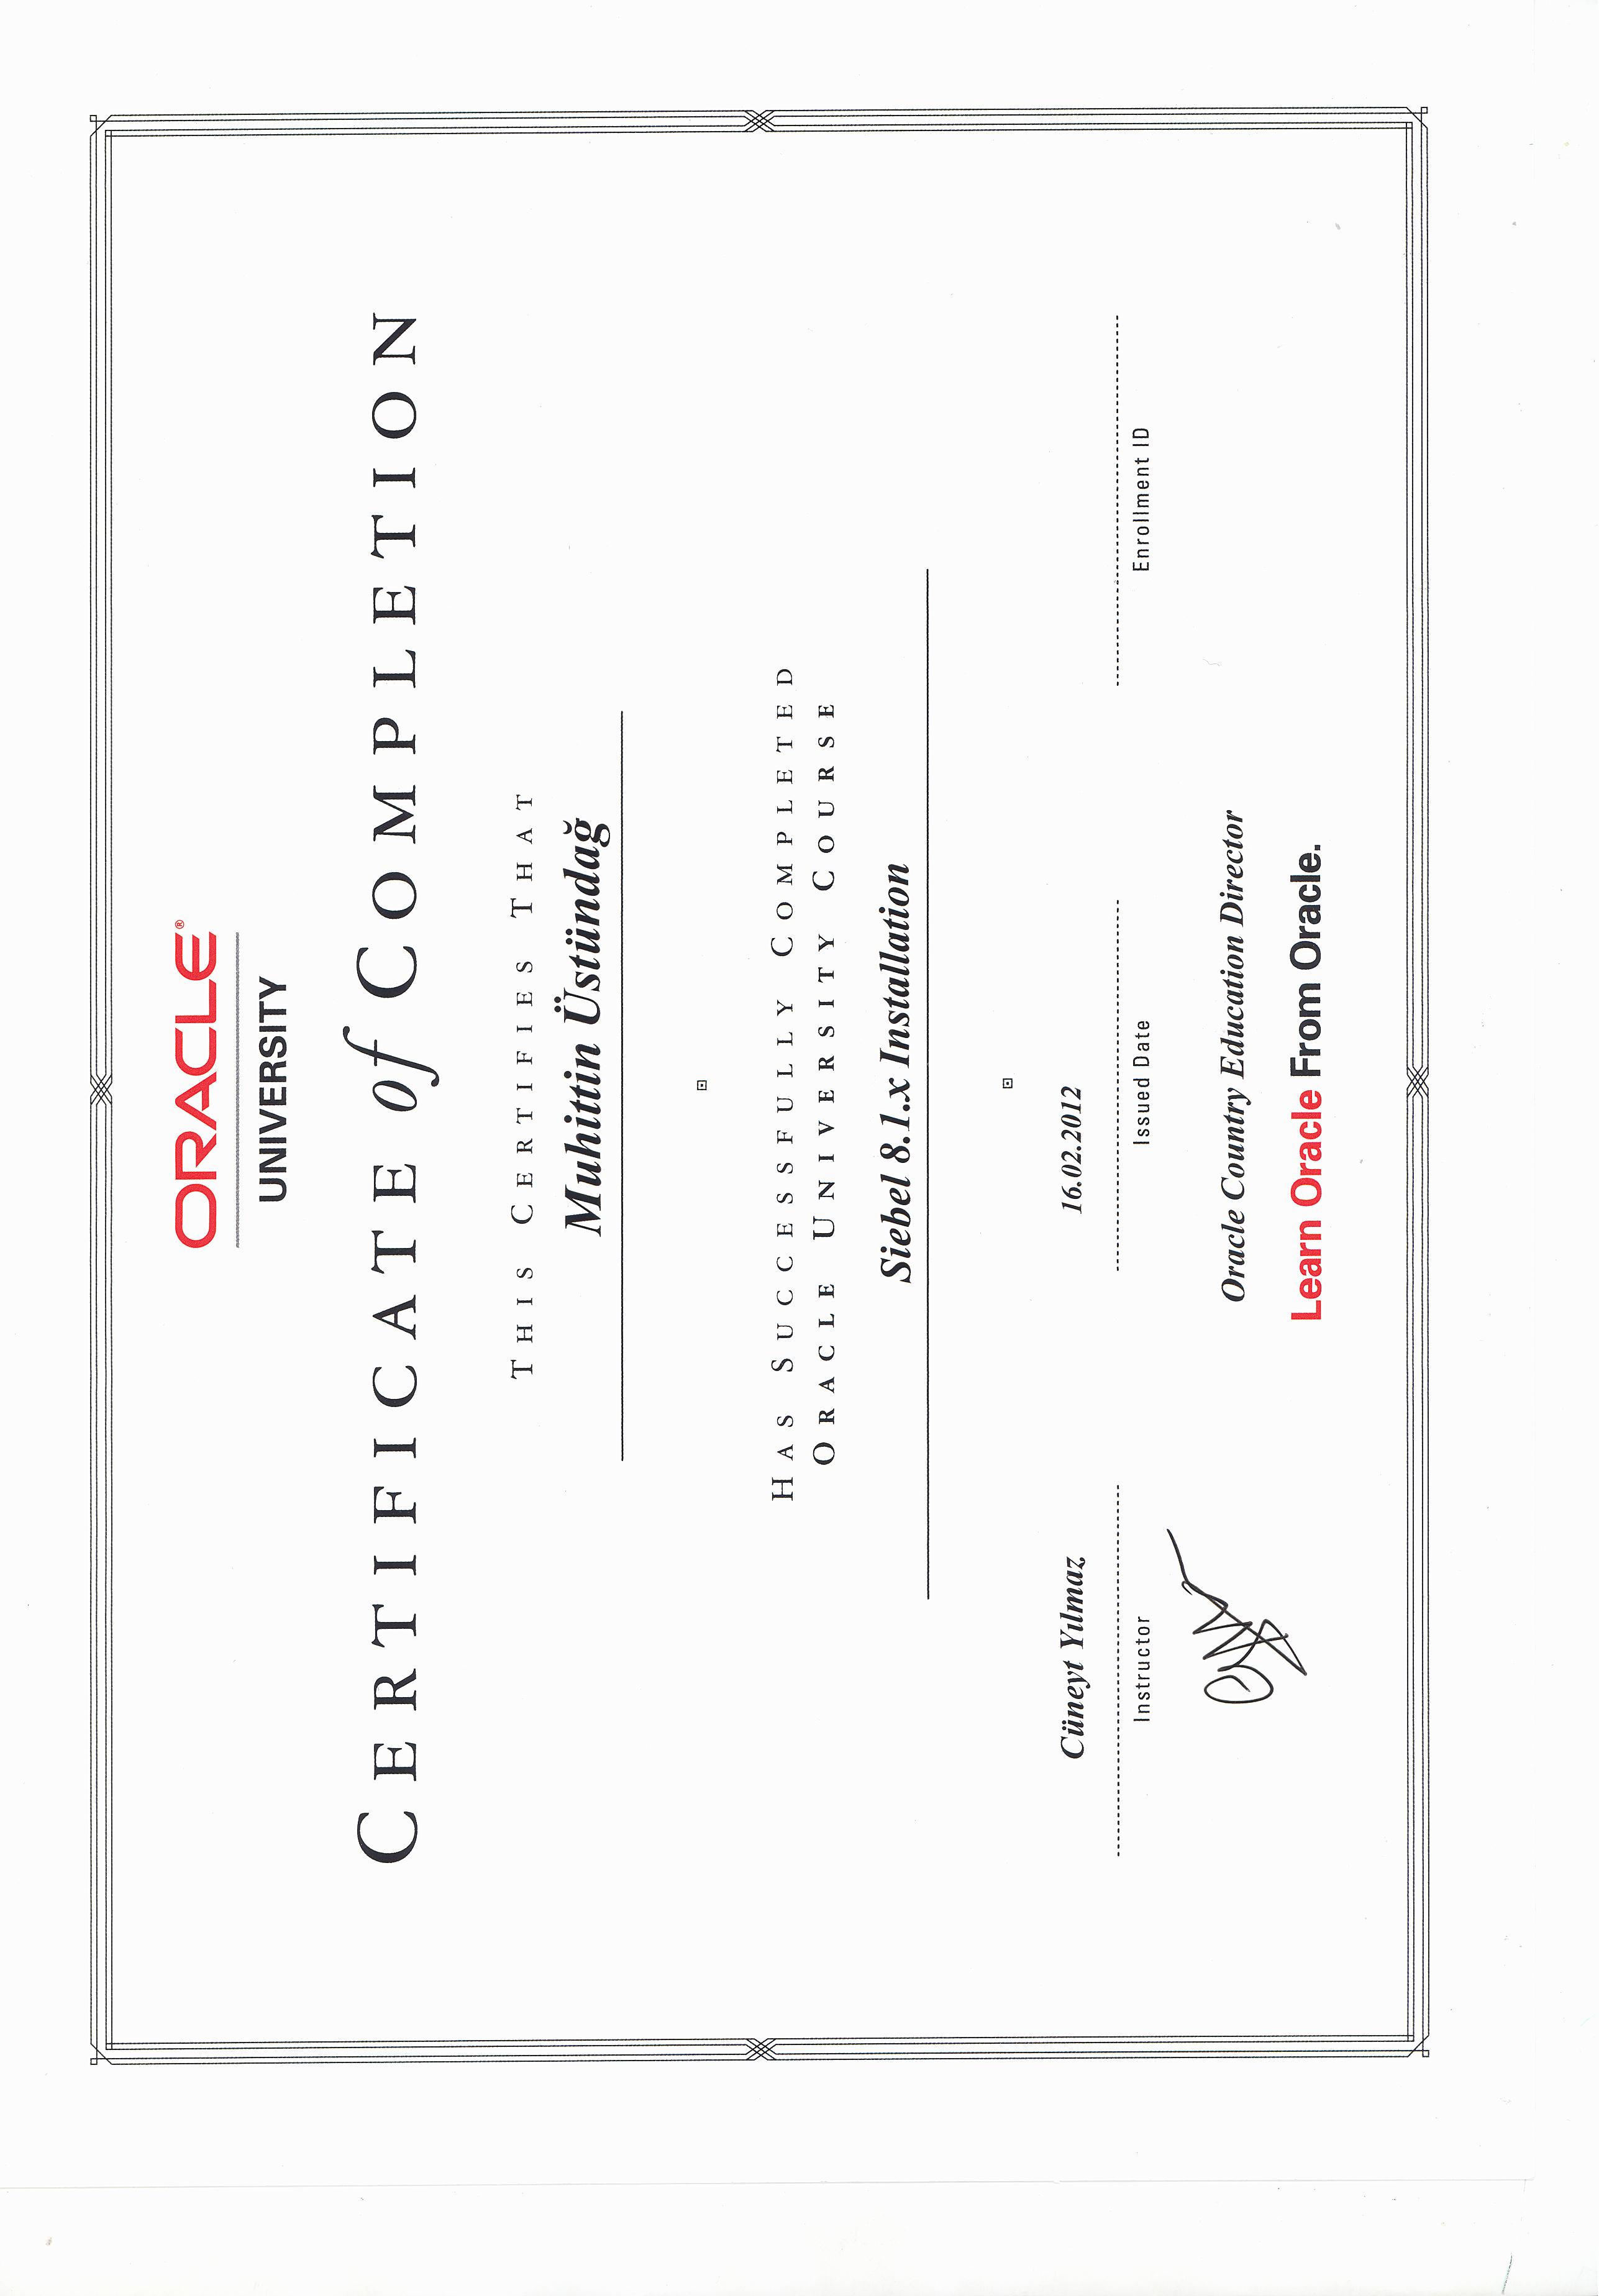 ORACLE®
UNIVERSITY
CERTIFICATE of COMPLETION
THIS CERTIFIES THAT
Muhittin Üstündağ
HAS SUCCESSFULLY COMPLETED
ORACLE UNIVERSITY COURSE
Siebel 8.1.x Installation
Cüneyt Yılmaz 16.02.2012
Instructor Issued Date Enrollment ID
Oracle Country Education Director
Learn Oracle From Oracle.